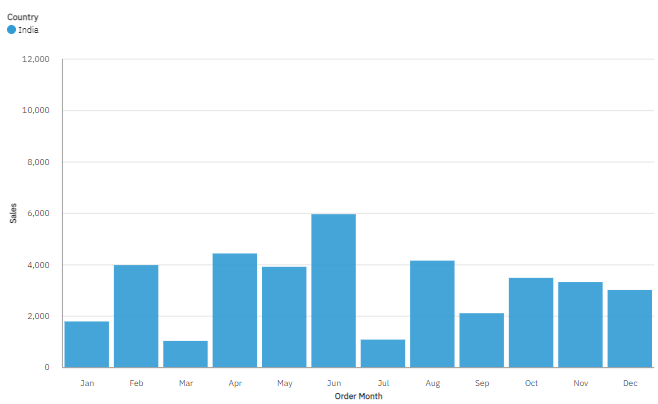 Country
India
12,000
10,000
8,000
6,000
4,000
2,000
0
Sales
Jan Feb Mar Apr May Jun Jul Aug Sep Oct Nov Dec
Order Month